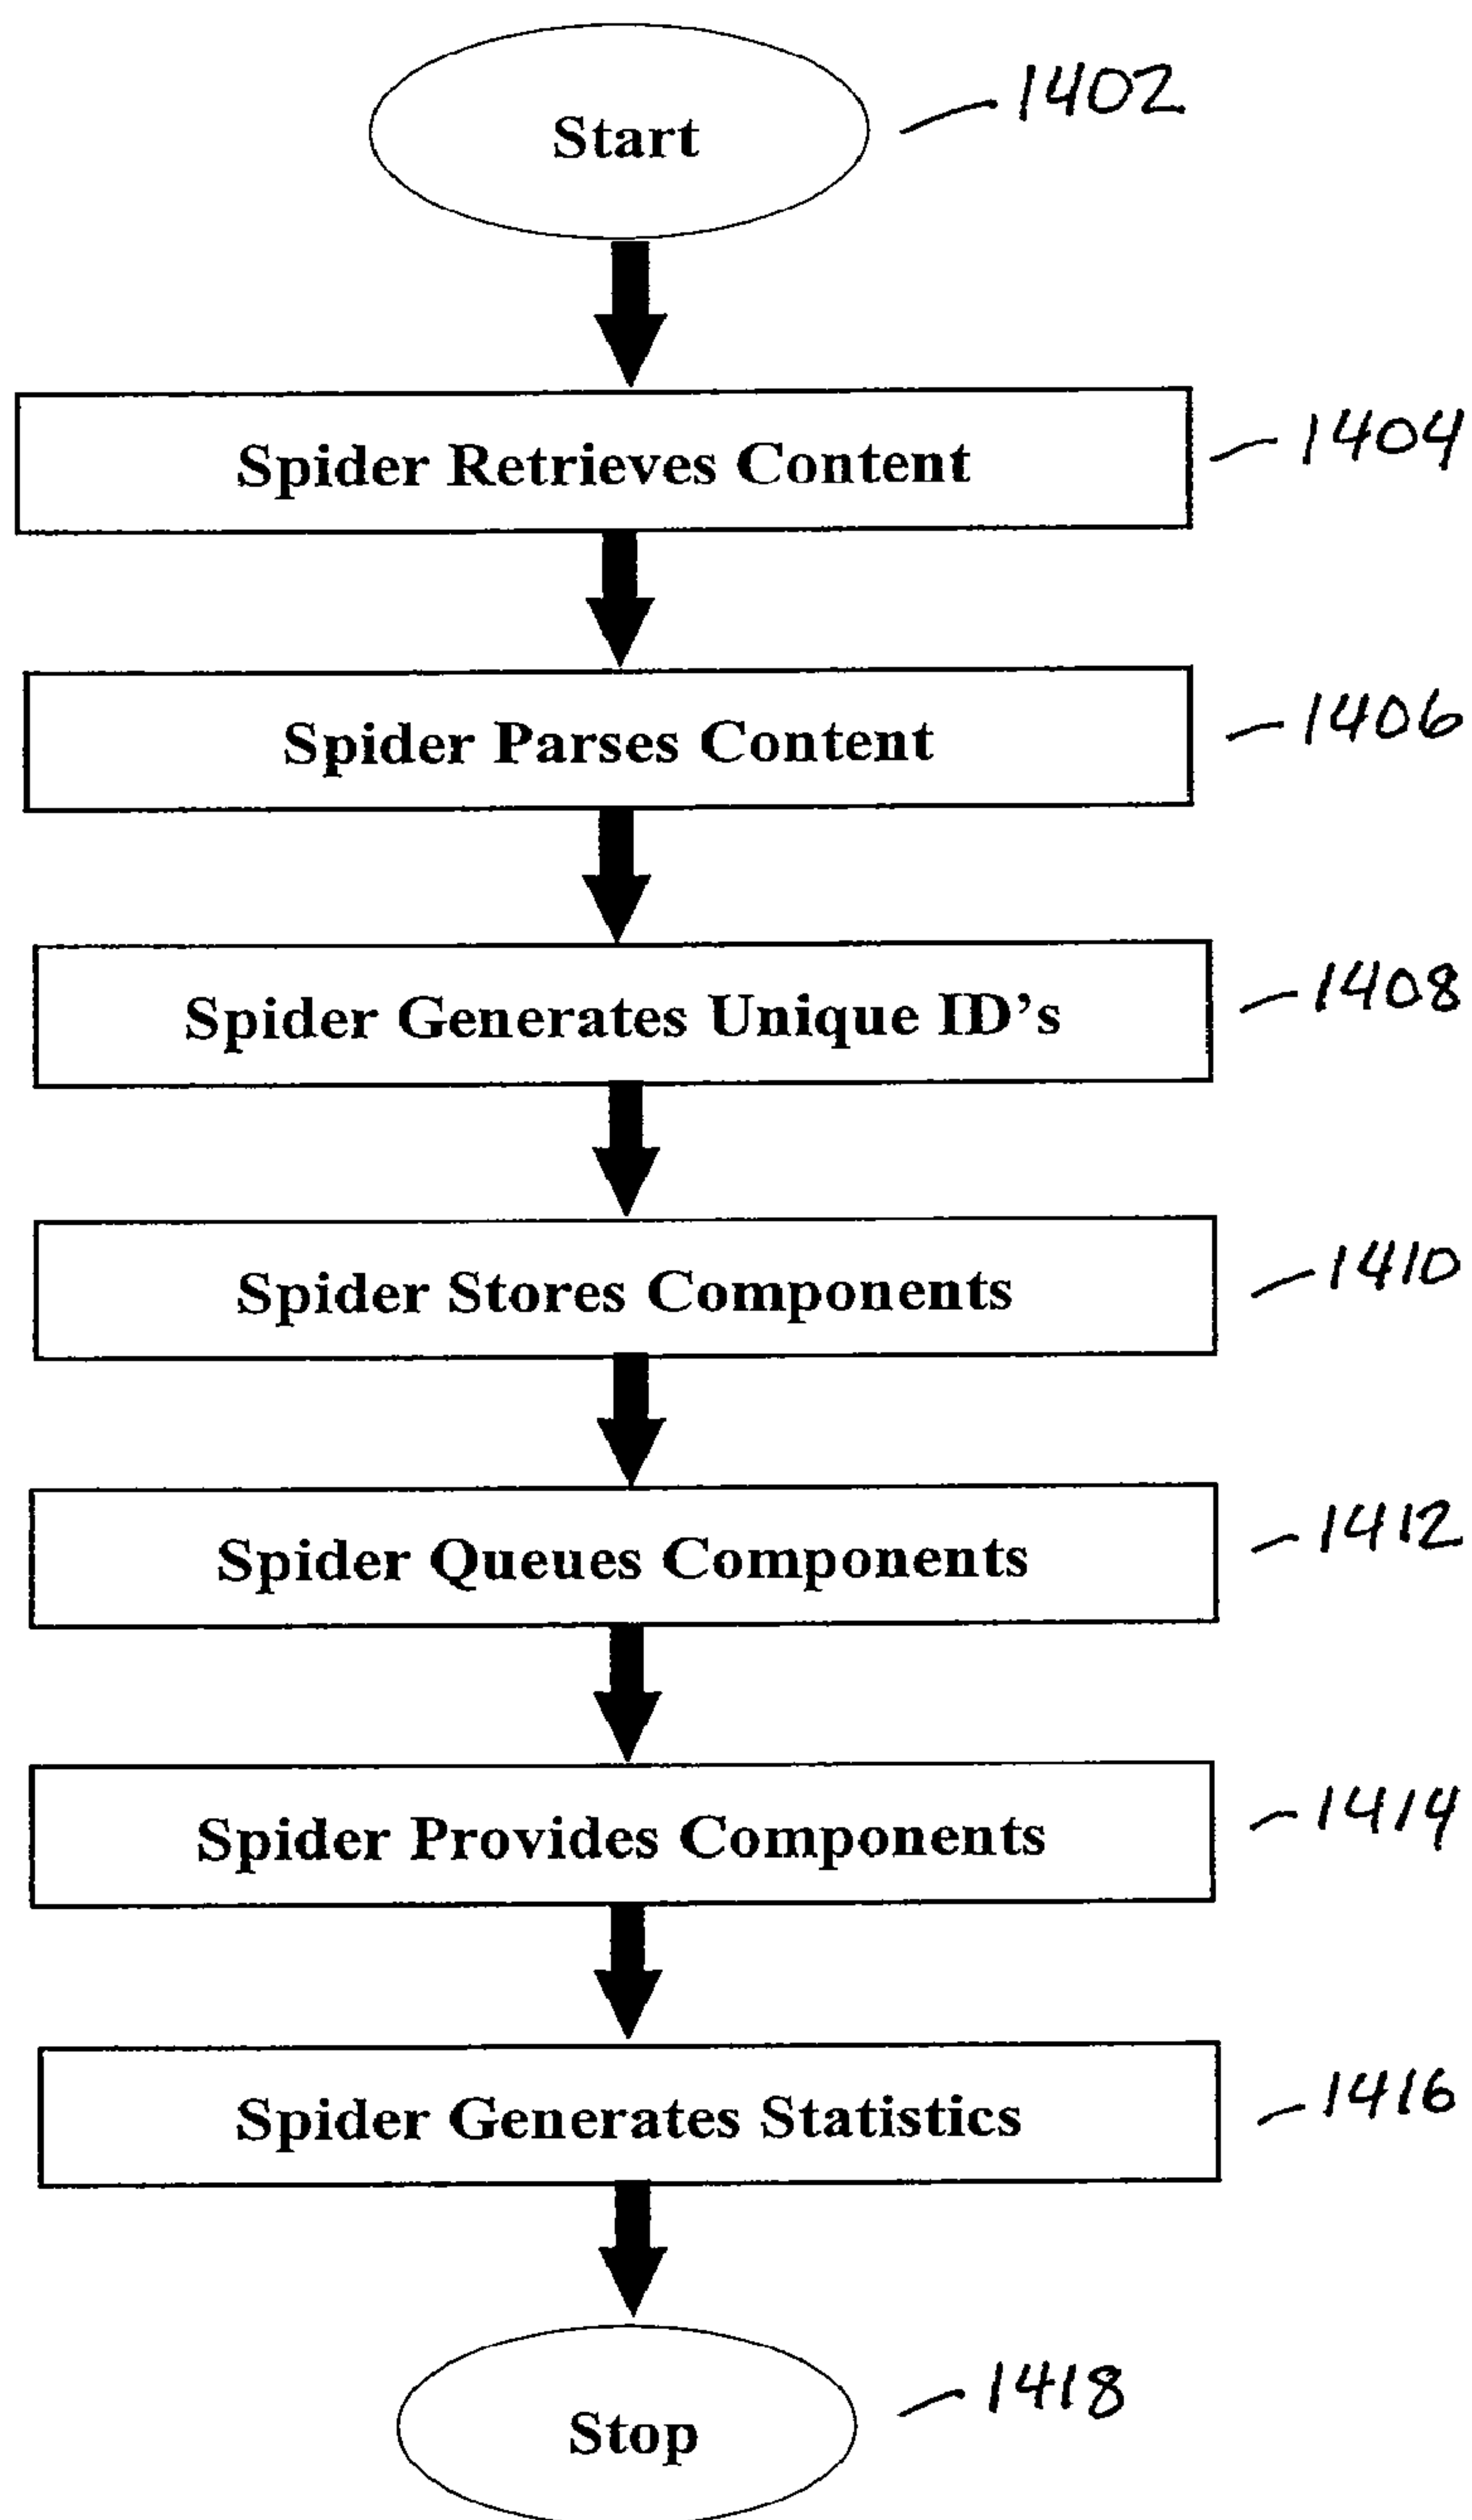 Start
1402
Spider Retrieves Content
1404
Spider Parses Content
1406
Spider Generates Unique ID's
1408
Spider Stores Components
1410
Spider Queues Components
1412
Spider Provides Components
1414
Spider Generates Statistics
1416
Stop
1418